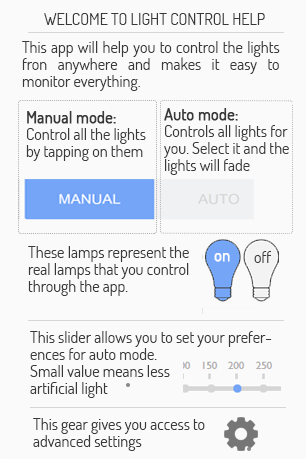 WELCOME TO LIGHT CONTROL HELP
This app will help you to control the lights
fron anywhere and makes it easy to
monitor everything.
Manual mode:
Control all the lights
by tapping on them
MANUAL
Auto mode:
Controls all lights for
you. Select it and the
lights will fade
AUTO
These lamps represent the
real lamps that you control
through the app.
on off
This slider allows you to set your prefer-
ences for auto mode.
Small value means less
artificial light
150 200 250
This gear gives you access to
advanced settings